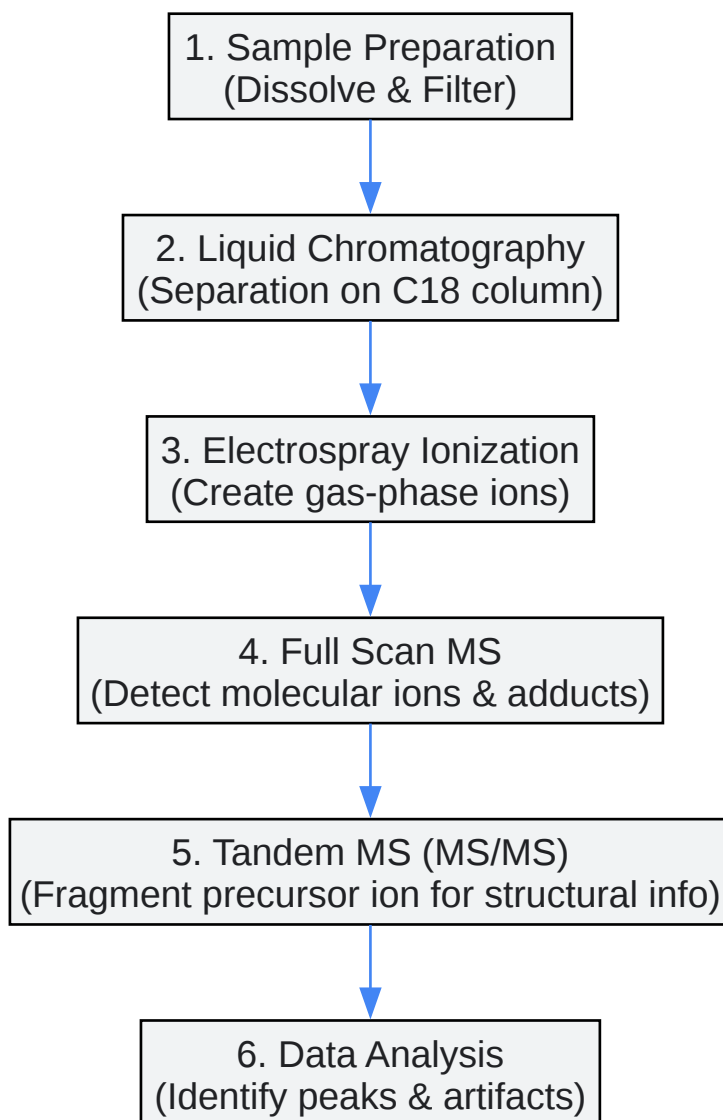 1. Sample Preparation
(Dissolve & Filter)
2. Liquid Chromatography
(Separation on C18 column)
3. Electrospray Ionization
(Create gas-phase ions)
4. Full Scan MS
(Detect molecular ions & adducts)
5. Tandem MS (MS/MS)
(Fragment precursor ion for structural info)
6. Data Analysis
(Identify peaks & artifacts)